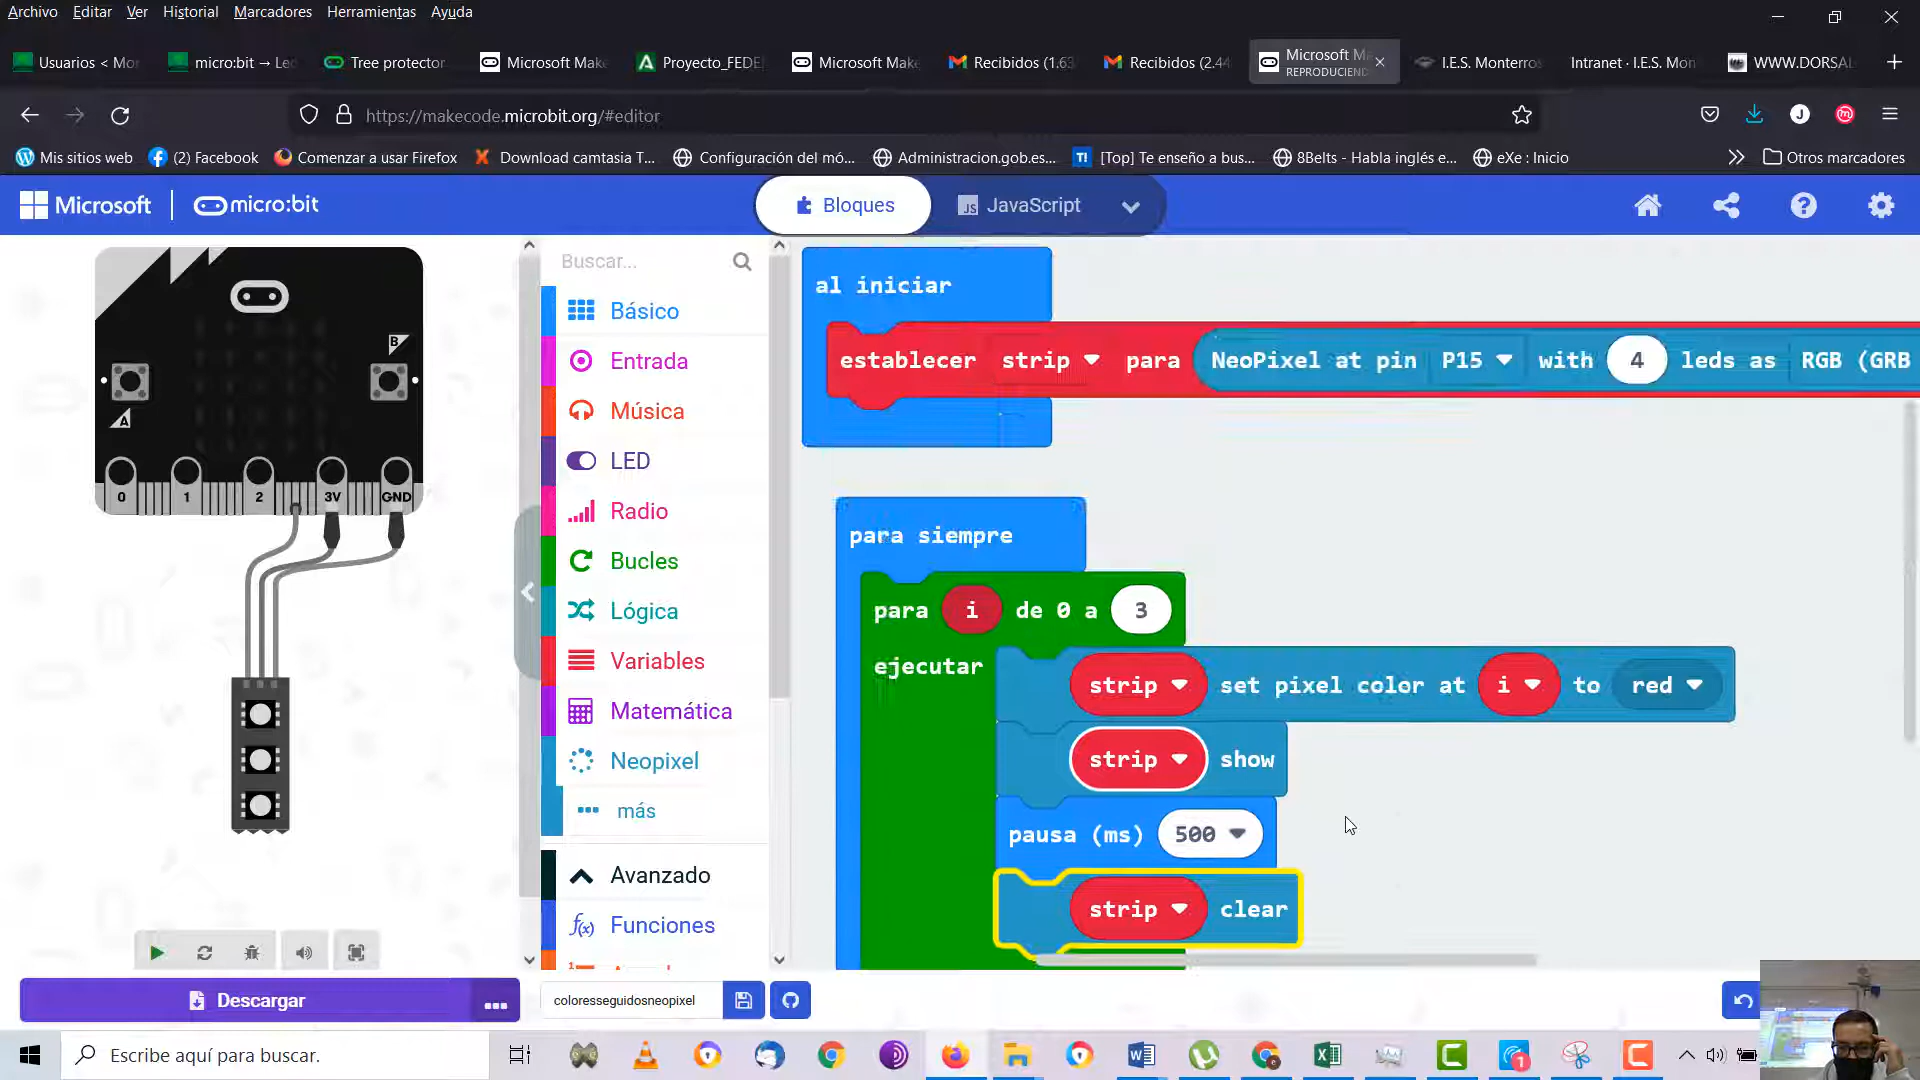 Archivo Editar Ver Historial Marcadores Herramientas Ayuda
Usuarios < Mor
micro:bit → Le
Tree protector
Microsoft Make
Proyecto_FEDE
Microsoft Make
Recibidos (1.63
Recibidos (2.44
Microsoft Ma
REPRODUCIEND
I.E.S. Monterros
Intranet · I.E.S. Mon
WWW.DORSAL
https://makecode.microbit.org/#editor
Mis sitios web
(2) Facebook
Comenzar a usar Firefox
Download camtasia T...
Configuración del mó...
Administracion.gob.es...
[Top] Te enseño a bus...
8Belts - Habla inglés e...
eXe : Inicio
Otros marcadores
Microsoft
micro:bit
Bloques
JavaScript
B
A
0 1 2 3V GND
Buscar...
Básico
Entrada
Música
LED
Radio
Bucles
Lógica
Variables
Matemática
Neopixel
más
Avanzado
Funciones
al iniciar
establecer strip para NeoPixel at pin P15 with 4 leds as RGB (GRB
para siempre
para i de 0 a 3
ejecutar
strip set pixel color at i to red
strip show
pausa (ms) 500
strip clear
Descargar
...
coloresseguidosneopixel
Escribe aquí para buscar.